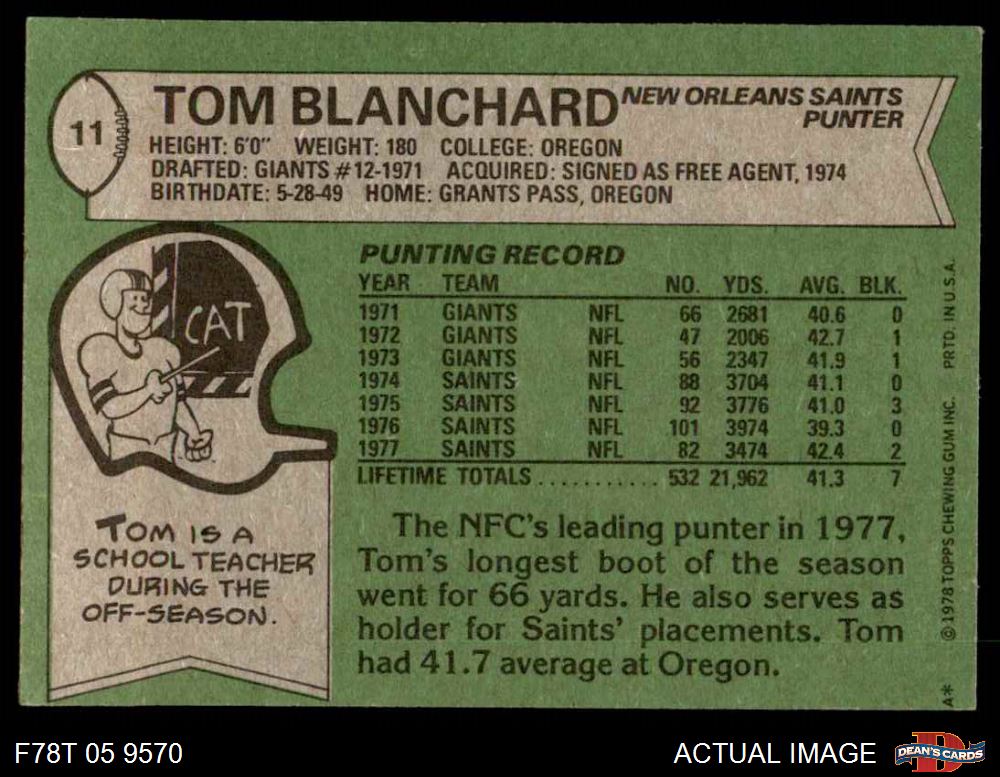 11
TOM BLANCHARD
NEW ORLEANS SAINTS
PUNTER
HEIGHT: 6'0" WEIGHT: 180 COLLEGE: OREGON
DRAFTED: GIANTS #12-1971 ACQUIRED: SIGNED AS FREE AGENT, 1974
BIRTHDATE: 5-28-49 HOME: GRANTS PASS, OREGON
CAT
TOM IS A
SCHOOL TEACHER
DURING THE
OFF-SEASON.
PUNTING RECORD
YEAR TEAM NO. YDS. AVG. BLK.
1971 GIANTS NFL 66 2681 40.6 0
1972 GIANTS NFL 47 2006 42.7 1
1973 GIANTS NFL 56 2347 41.9 1
1974 SAINTS NFL 88 3704 41.1 0
1975 SAINTS NFL 92 3776 41.0 3
1976 SAINTS NFL 101 3974 39.3 0
1977 SAINTS NFL 82 3474 42.4 2
LIFETIME TOTALS........... 532 21,962 41.3 7
The NFC's leading punter in 1977,
Tom's longest boot of the season
went for 66 yards. He also serves as
holder for Saints' placements. Tom
had 41.7 average at Oregon.
A* © 1978 TOPPS CHEWING GUM INC. PRTD. IN U.S.A.
F78T 05 9570
ACTUAL IMAGE
D
DEAN'S CARDS